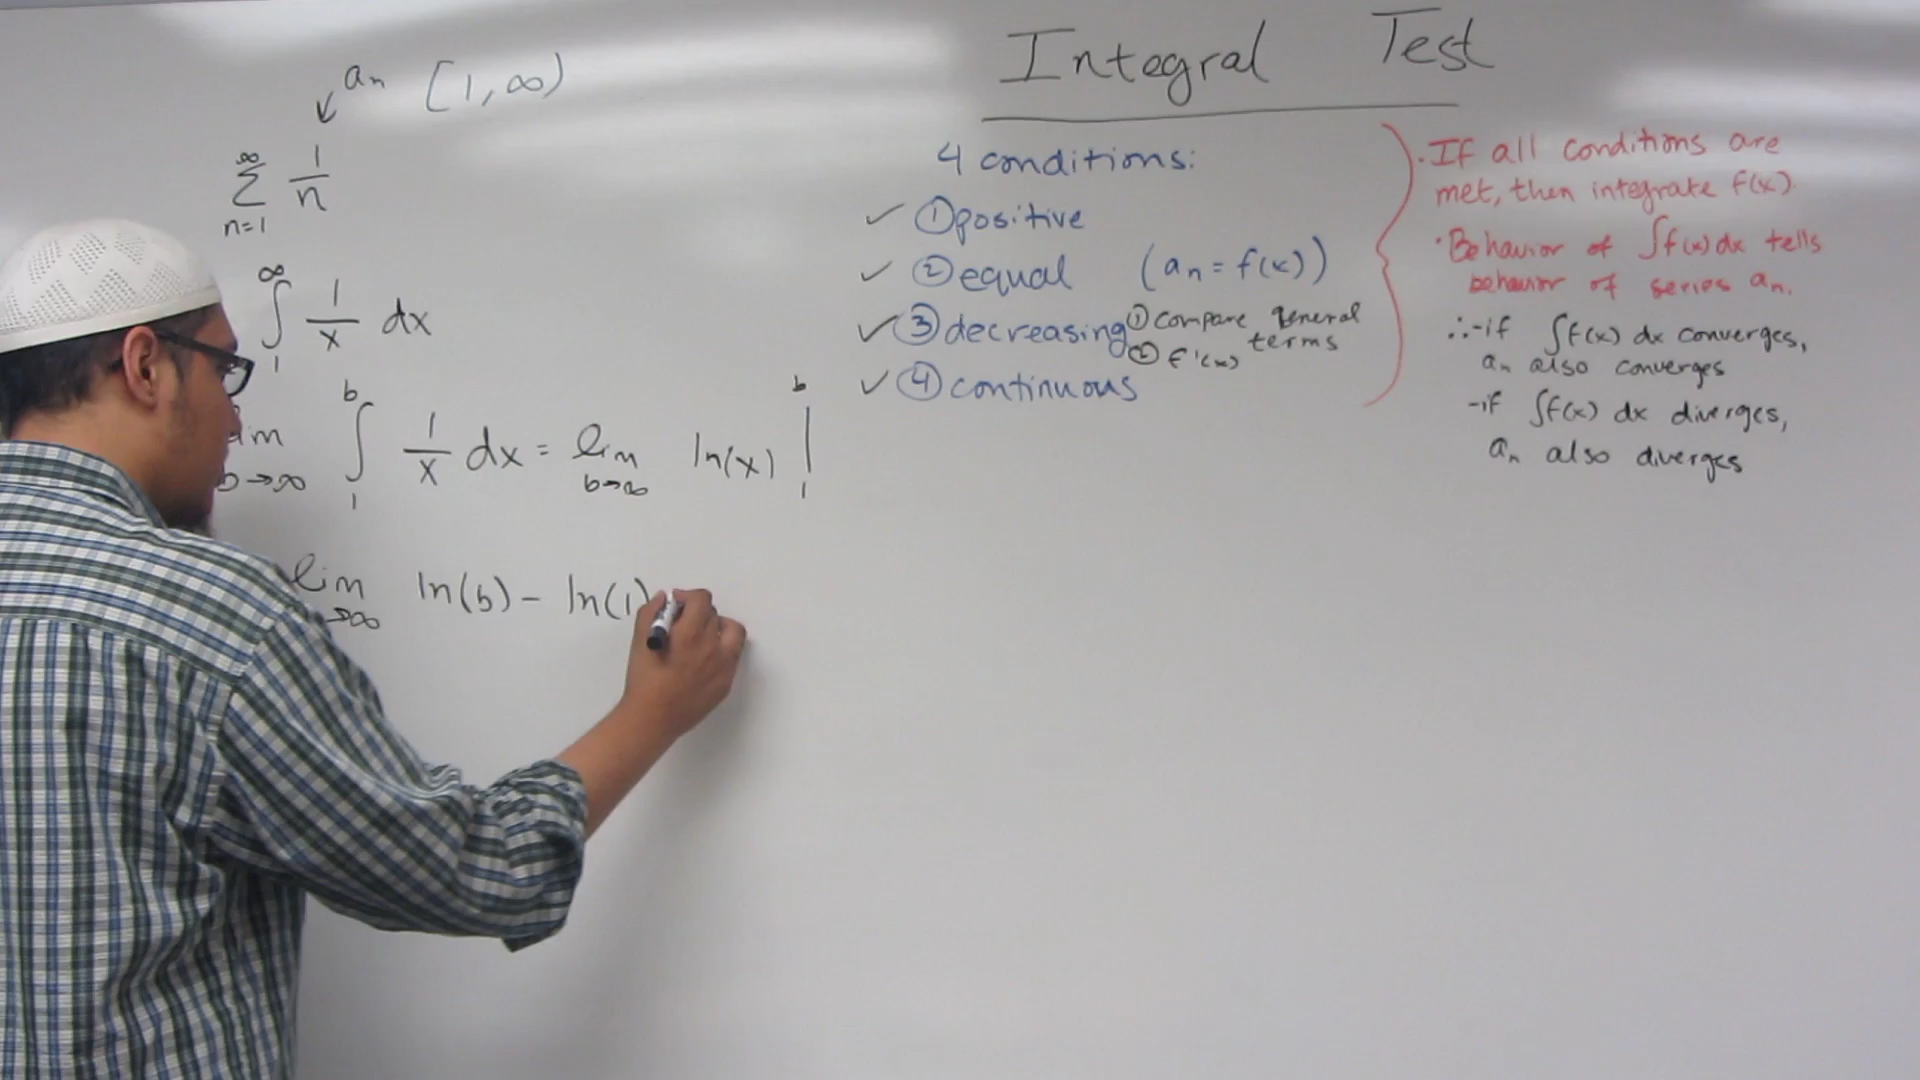 Integral Test
aₙ [1, ∞)
∞
Σ 1/n
n=1
∞
∫ 1/x dx
1
b b
∫ 1/x dx = lim ln(x) |
1 b→∞ 1
→∞
lim ln(b) - ln(1)
→∞
4 conditions:
✓ ① positive
✓ ② equal (aₙ = f(x))
✓ ③ decreasing ① compare general terms
② f'(x)
✓ ④ continuous
· If all conditions are
met, then integrate f(x).
· Behavior of ∫f(x)dx tells
behavior of series aₙ.
∴ -if ∫f(x) dx converges,
aₙ also converges
-if ∫f(x) dx diverges,
aₙ also diverges